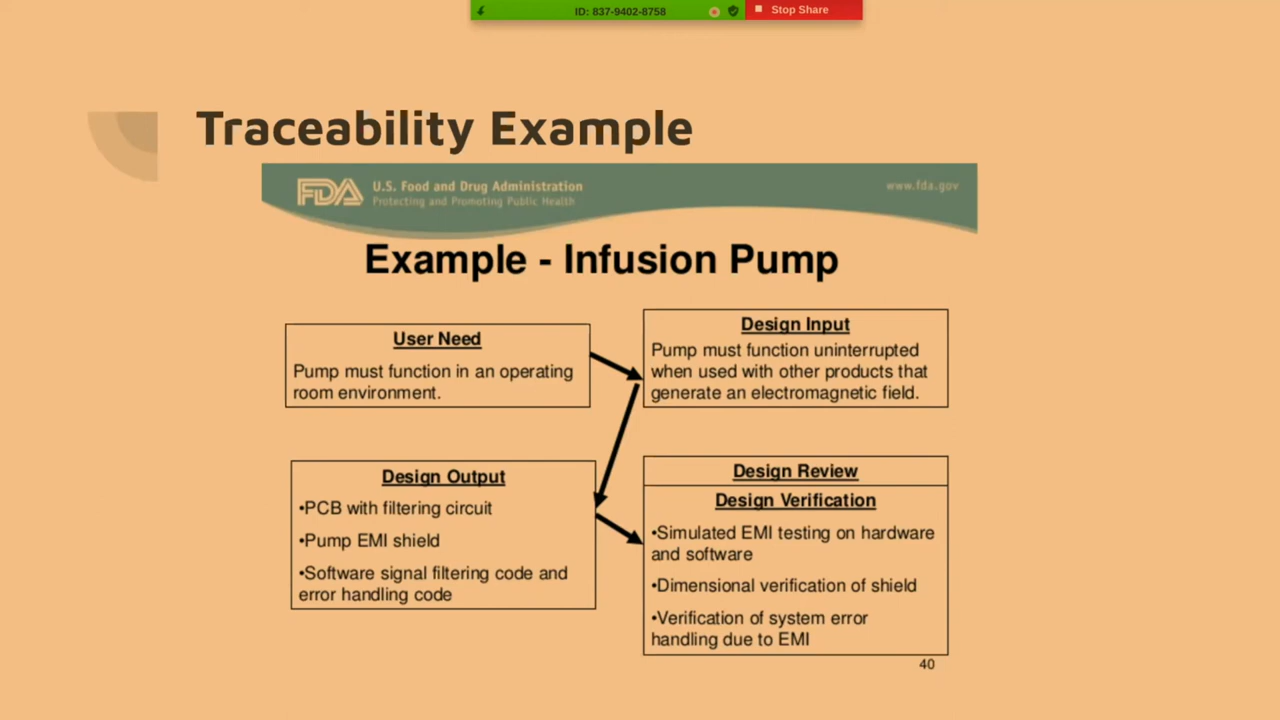 ID: 837-9402-8758
Stop Share
Traceability Example
FDA
U.S. Food and Drug Administration
Protecting and Promoting Public Health
www.fda.gov
Example - Infusion Pump
User Need
Pump must function in an operating
room environment.
Design Input
Pump must function uninterrupted
when used with other products that
generate an electromagnetic field.
Design Output
•PCB with filtering circuit
•Pump EMI shield
•Software signal filtering code and
error handling code
Design Review
Design Verification
•Simulated EMI testing on hardware
and software
•Dimensional verification of shield
•Verification of system error
handling due to EMI
40